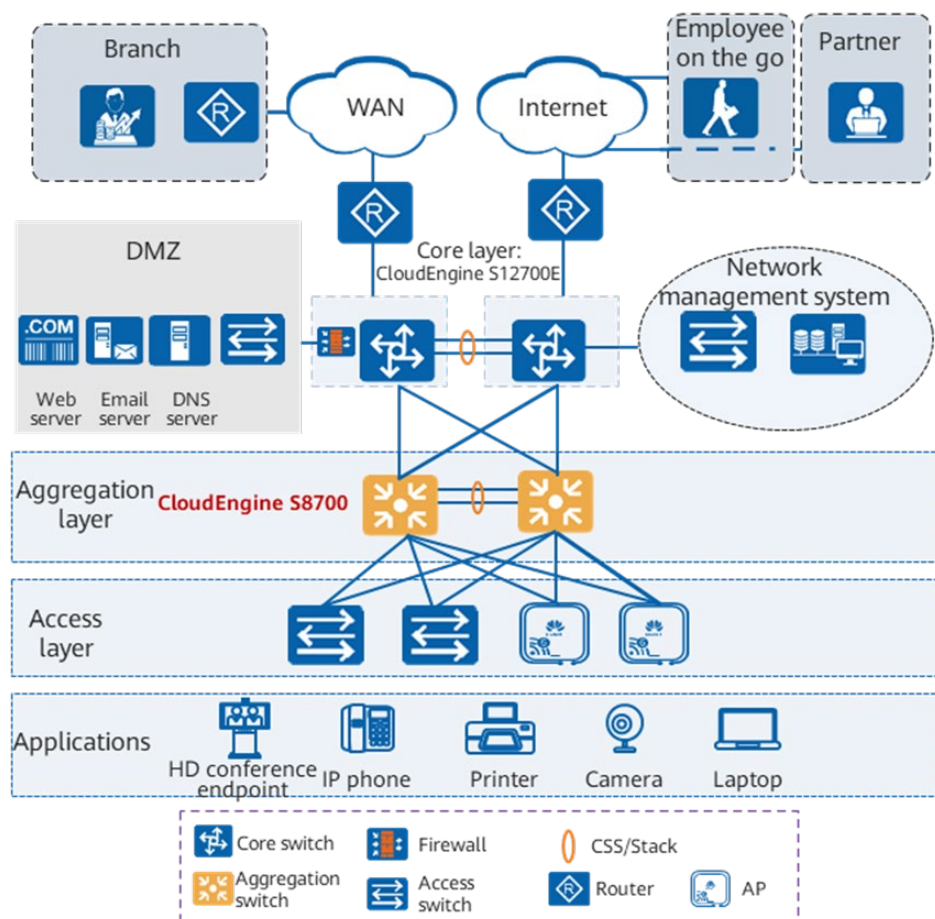 Branch
WAN
Internet
Employee
on the go
Partner
R
R
R
DMZ
Core layer:
CloudEngine S12700E
Network
management system
.COM
Web
server
Email
server
DNS
server
Aggregation
layer
CloudEngine S8700
Access
layer
Applications
HD conference
endpoint
IP phone
Printer
Camera
Laptop
Core switch
Firewall
CSS/Stack
Aggregation
switch
Access
switch
R
Router
AP